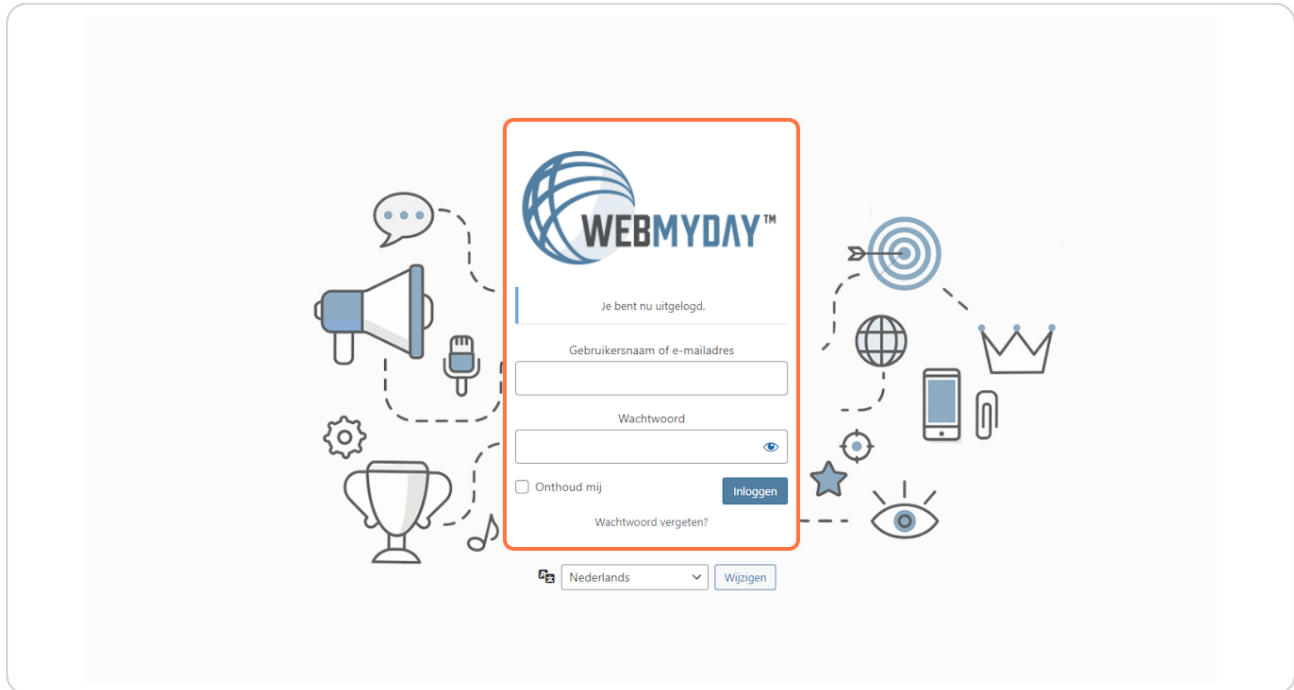 WEBMYDAY™
Je bent nu uitgelogd.
Gebruikersnaam of e-mailadres
Wachtwoord
Onthoud mij
Inloggen
Wachtwoord vergeten?
Nederlands
Wijzigen